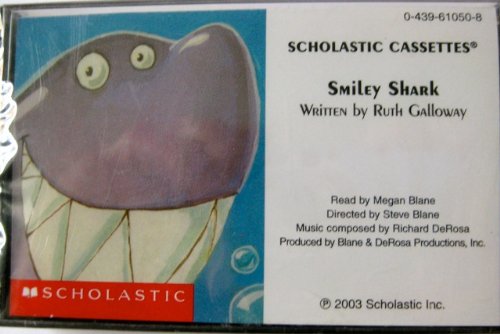 0-439-61050-8
SCHOLASTIC CASSETTES®
Smiley Shark
Written by Ruth Galloway
Read by Megan Blane
Directed by Steve Blane
Music composed by Richard DeRosa
Produced by Blane & DeRosa Productions, Inc.
℗ 2003 Scholastic Inc.
SCHOLASTIC